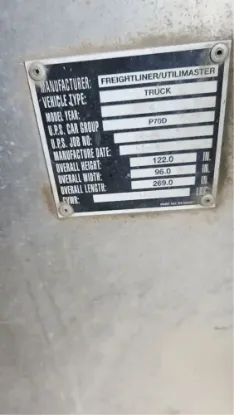 MANUFACTURER: FREIGHTLINER/UTILIMASTER
VEHICLE TYPE: TRUCK
MODEL YEAR:
U.P.S. CAR GROUP P70D
U.P.S. JOB NO:
MANUFACTURE DATE:
OVERALL HEIGHT: 122.0 IN.
OVERALL WIDTH: 96.0 IN.
OVERALL LENGTH: 269.0 IN.
GVWR: LBS.